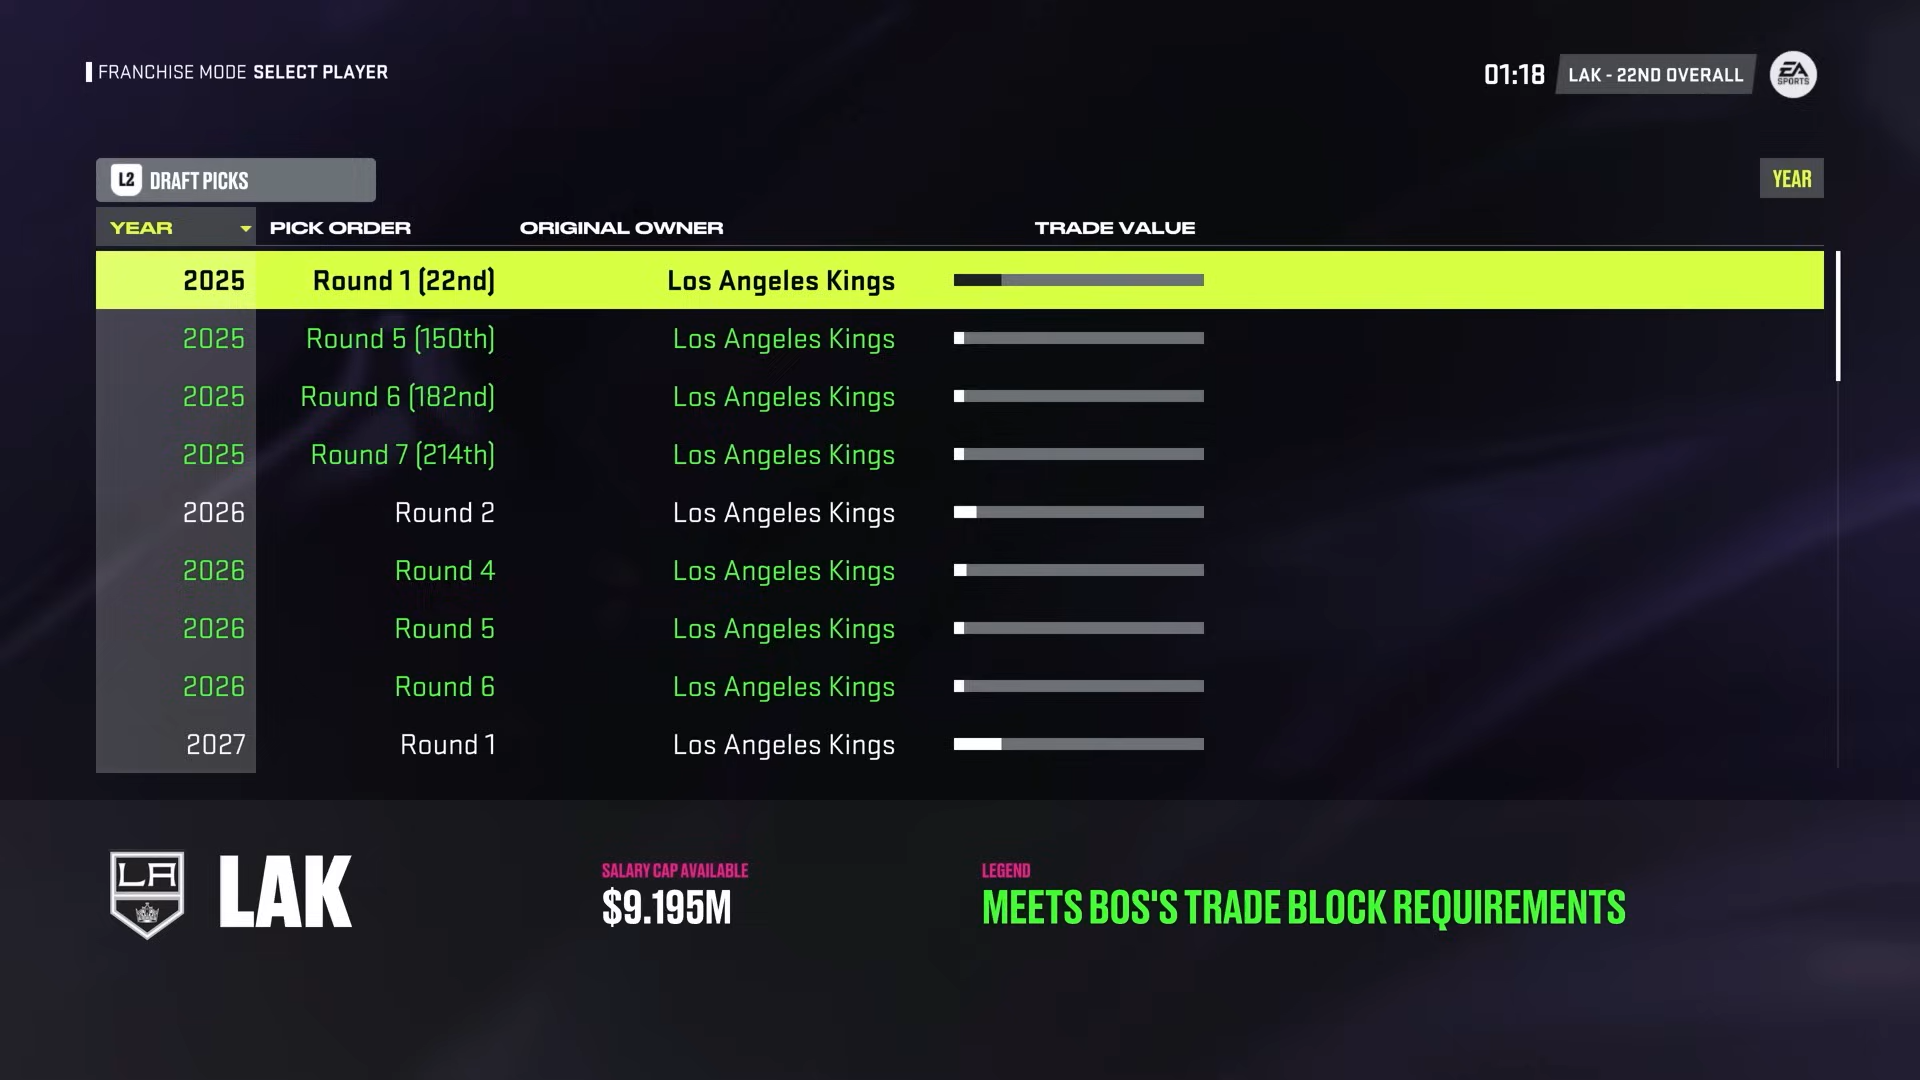 FRANCHISE MODE SELECT PLAYER
01:18 LAK - 22ND OVERALL EA SPORTS
L2 DRAFT PICKS YEAR
YEAR PICK ORDER ORIGINAL OWNER TRADE VALUE
2025 Round 1 (22nd) Los Angeles Kings
2025 Round 5 (150th) Los Angeles Kings
2025 Round 6 (182nd) Los Angeles Kings
2025 Round 7 (214th) Los Angeles Kings
2026 Round 2 Los Angeles Kings
2026 Round 4 Los Angeles Kings
2026 Round 5 Los Angeles Kings
2026 Round 6 Los Angeles Kings
2027 Round 1 Los Angeles Kings
LA LAK
SALARY CAP AVAILABLE
$9.195M
LEGEND
MEETS BOS'S TRADE BLOCK REQUIREMENTS